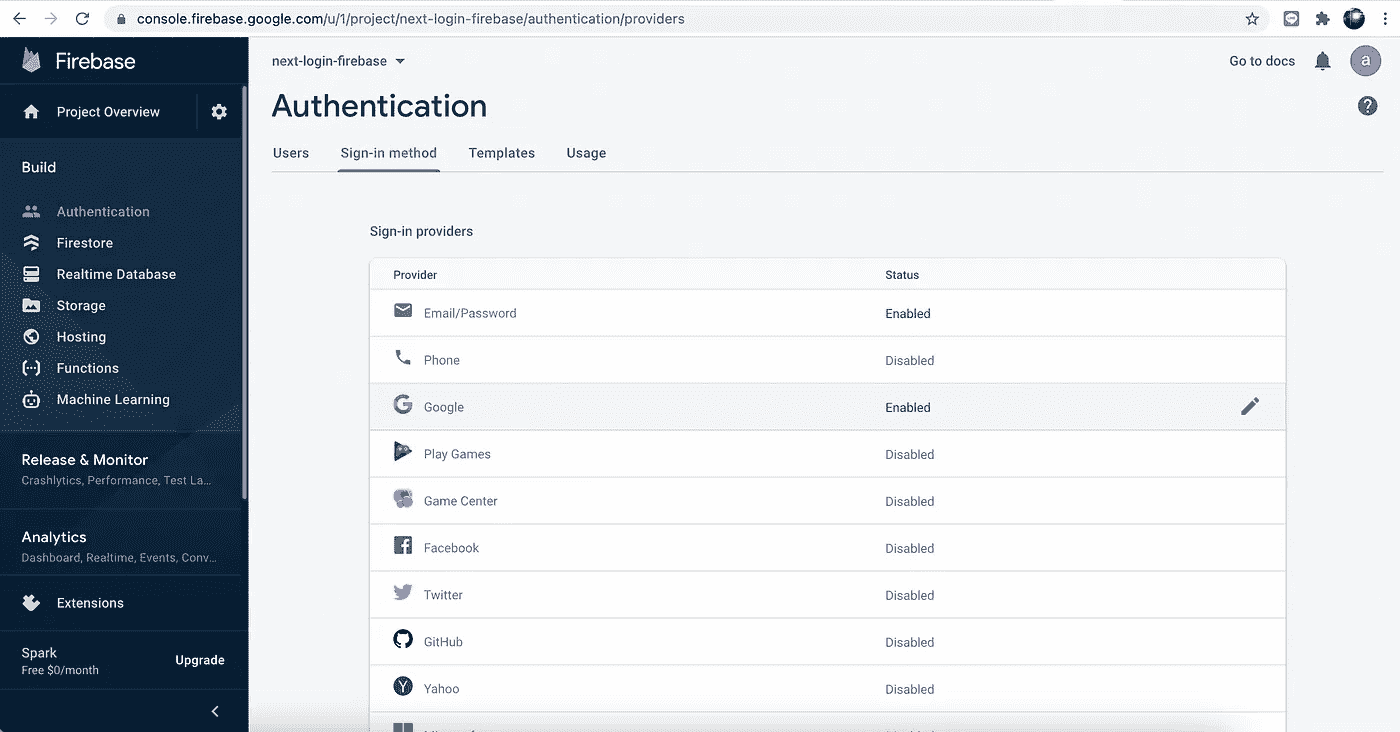 console.firebase.google.com/u/1/project/next-login-firebase/authentication/providers
Firebase
next-login-firebase
Go to docs
a
Project Overview
Authentication
?
Users Sign-in method Templates Usage
Build
Authentication
Firestore
Realtime Database
Storage
Hosting
Functions
Machine Learning
Release & Monitor
Crashlytics, Performance, Test La...
Analytics
Dashboard, Realtime, Events, Conv...
Extensions
Spark
Free $0/month
Upgrade
Sign-in providers
Provider Status
Email/Password Enabled
Phone Disabled
Google Enabled
Play Games Disabled
Game Center Disabled
Facebook Disabled
Twitter Disabled
GitHub Disabled
Yahoo Disabled